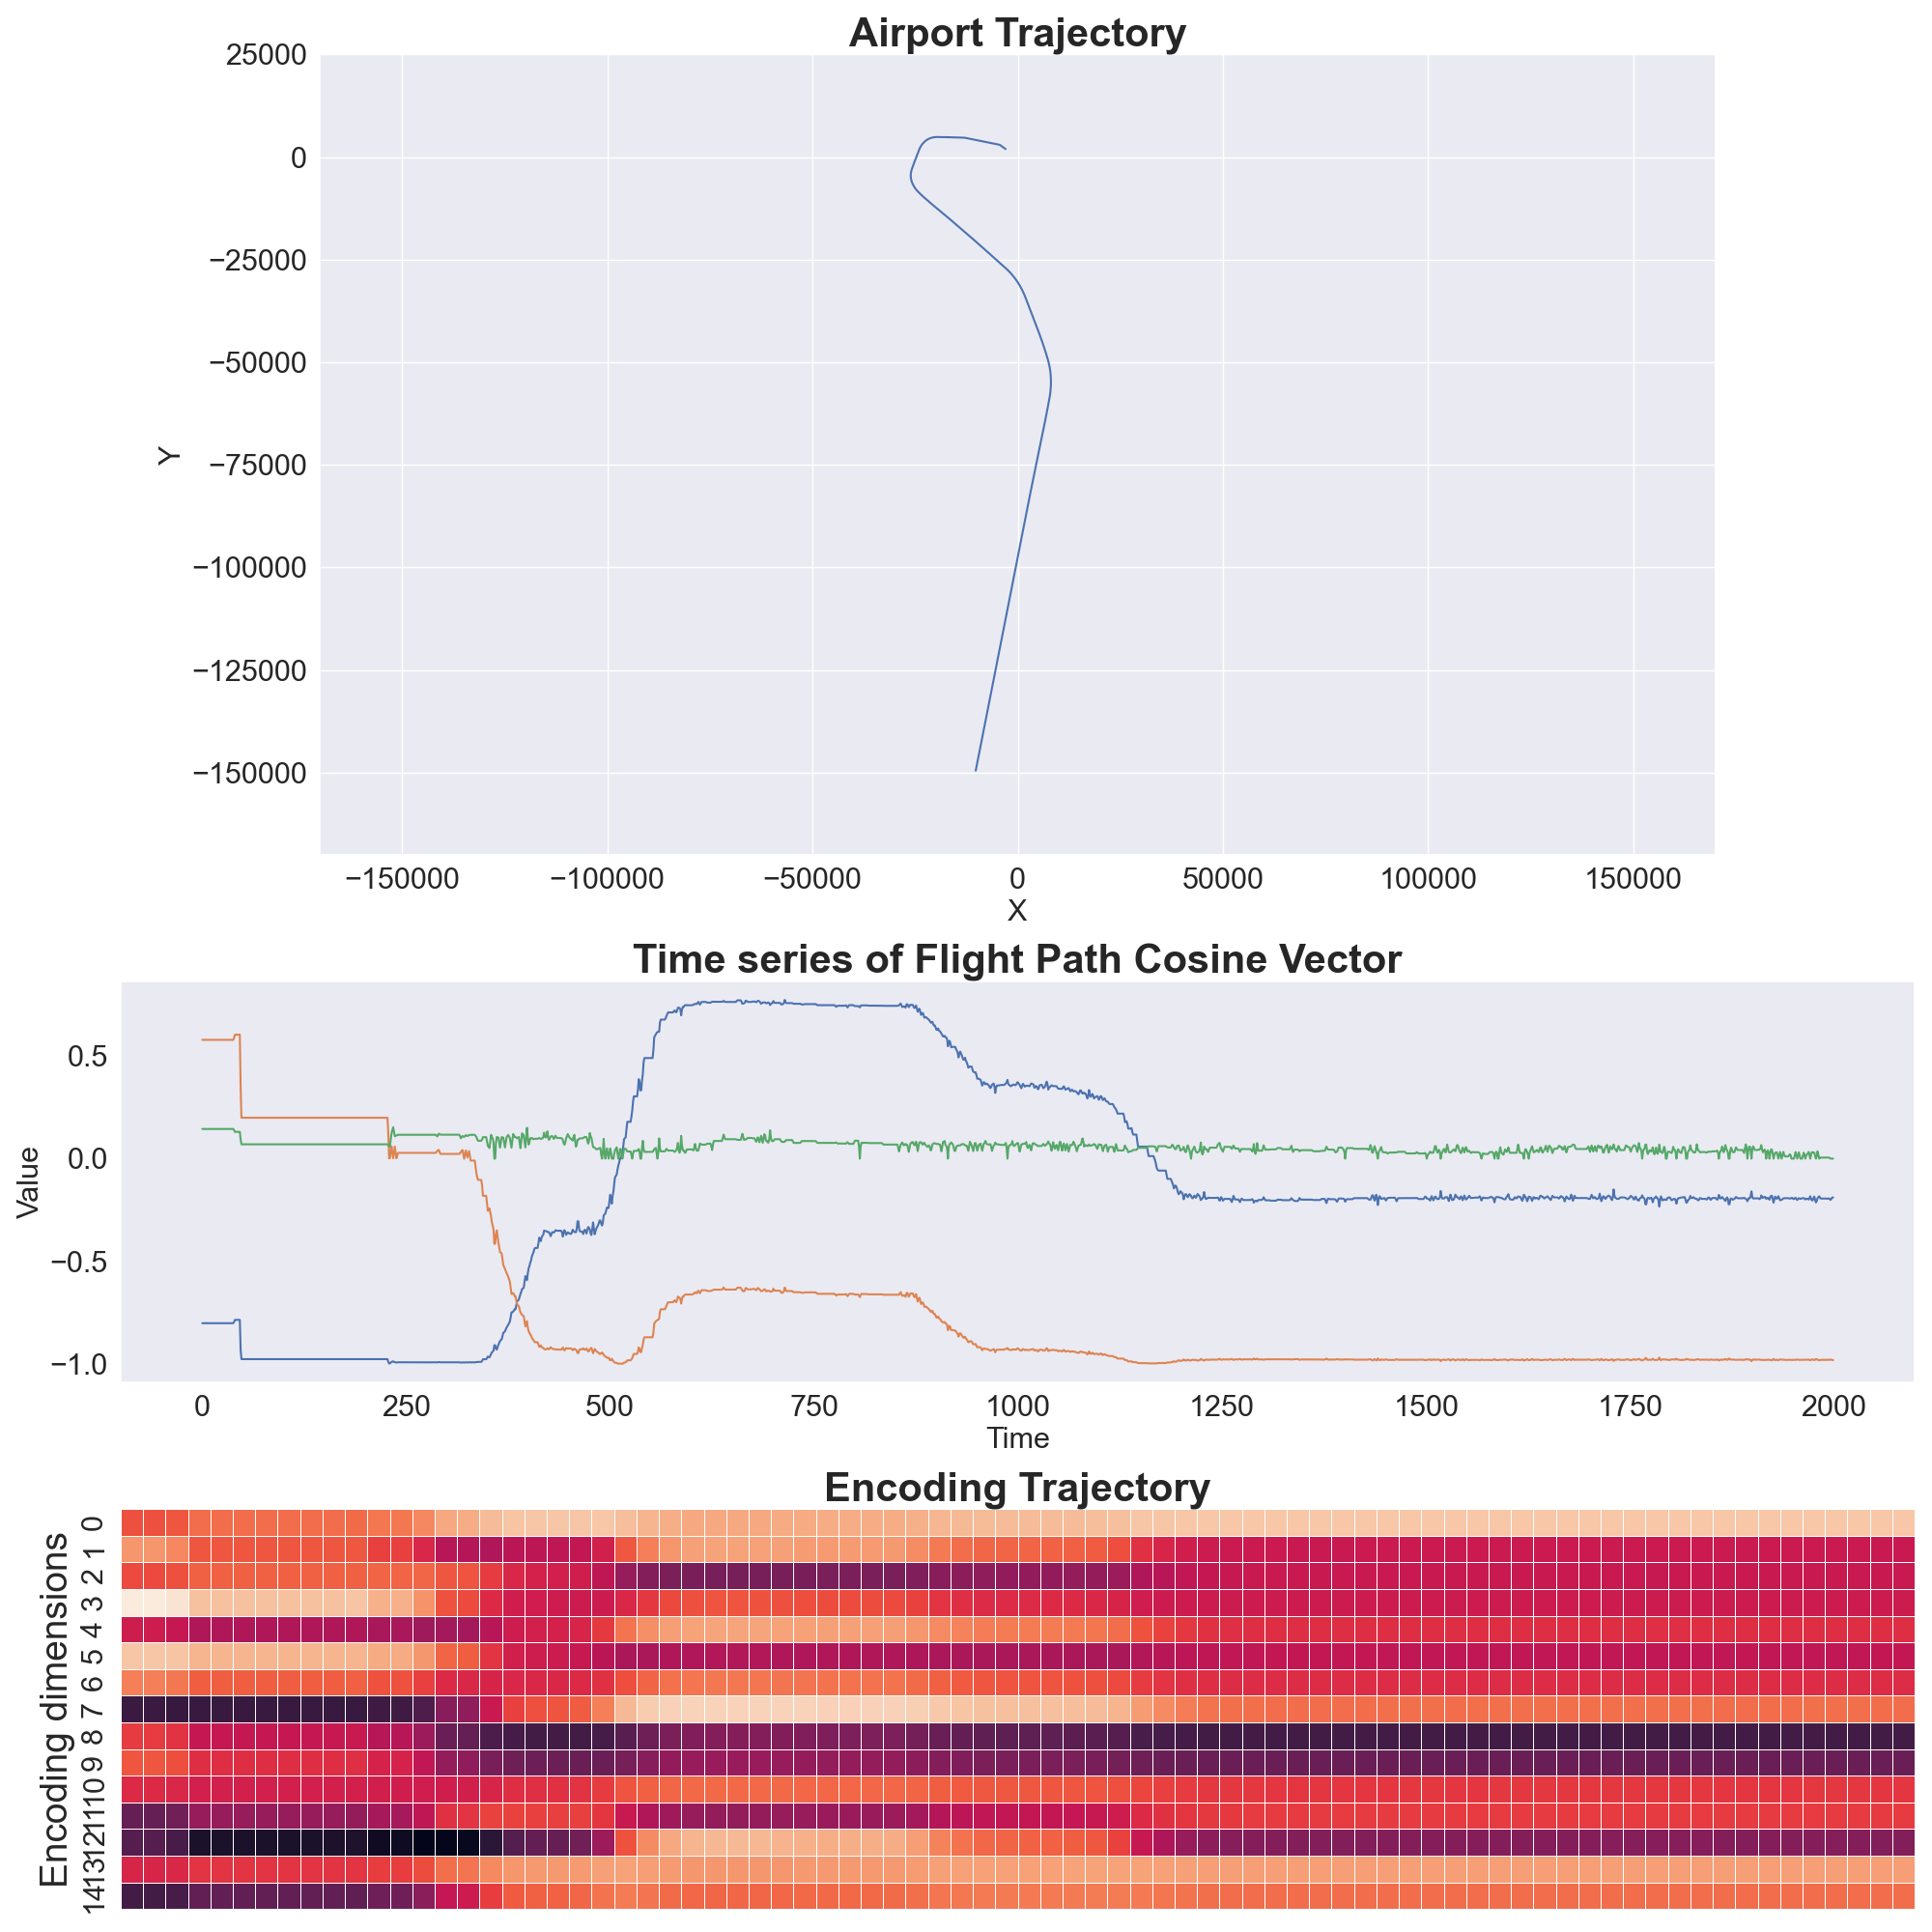 Airport Trajectory
25000
0
−25000
−50000
−75000
−100000
−125000
−150000
Y
−150000 −100000 −50000 0 50000 100000 150000
X
Time series of Flight Path Cosine Vector
0.5
0.0
−0.5
−1.0
Value
0 250 500 750 1000 1250 1500 1750 2000
Time
Encoding Trajectory
Encoding dimensions
0
1
2
3
4
5
6
7
8
9
10
11
12
13
14